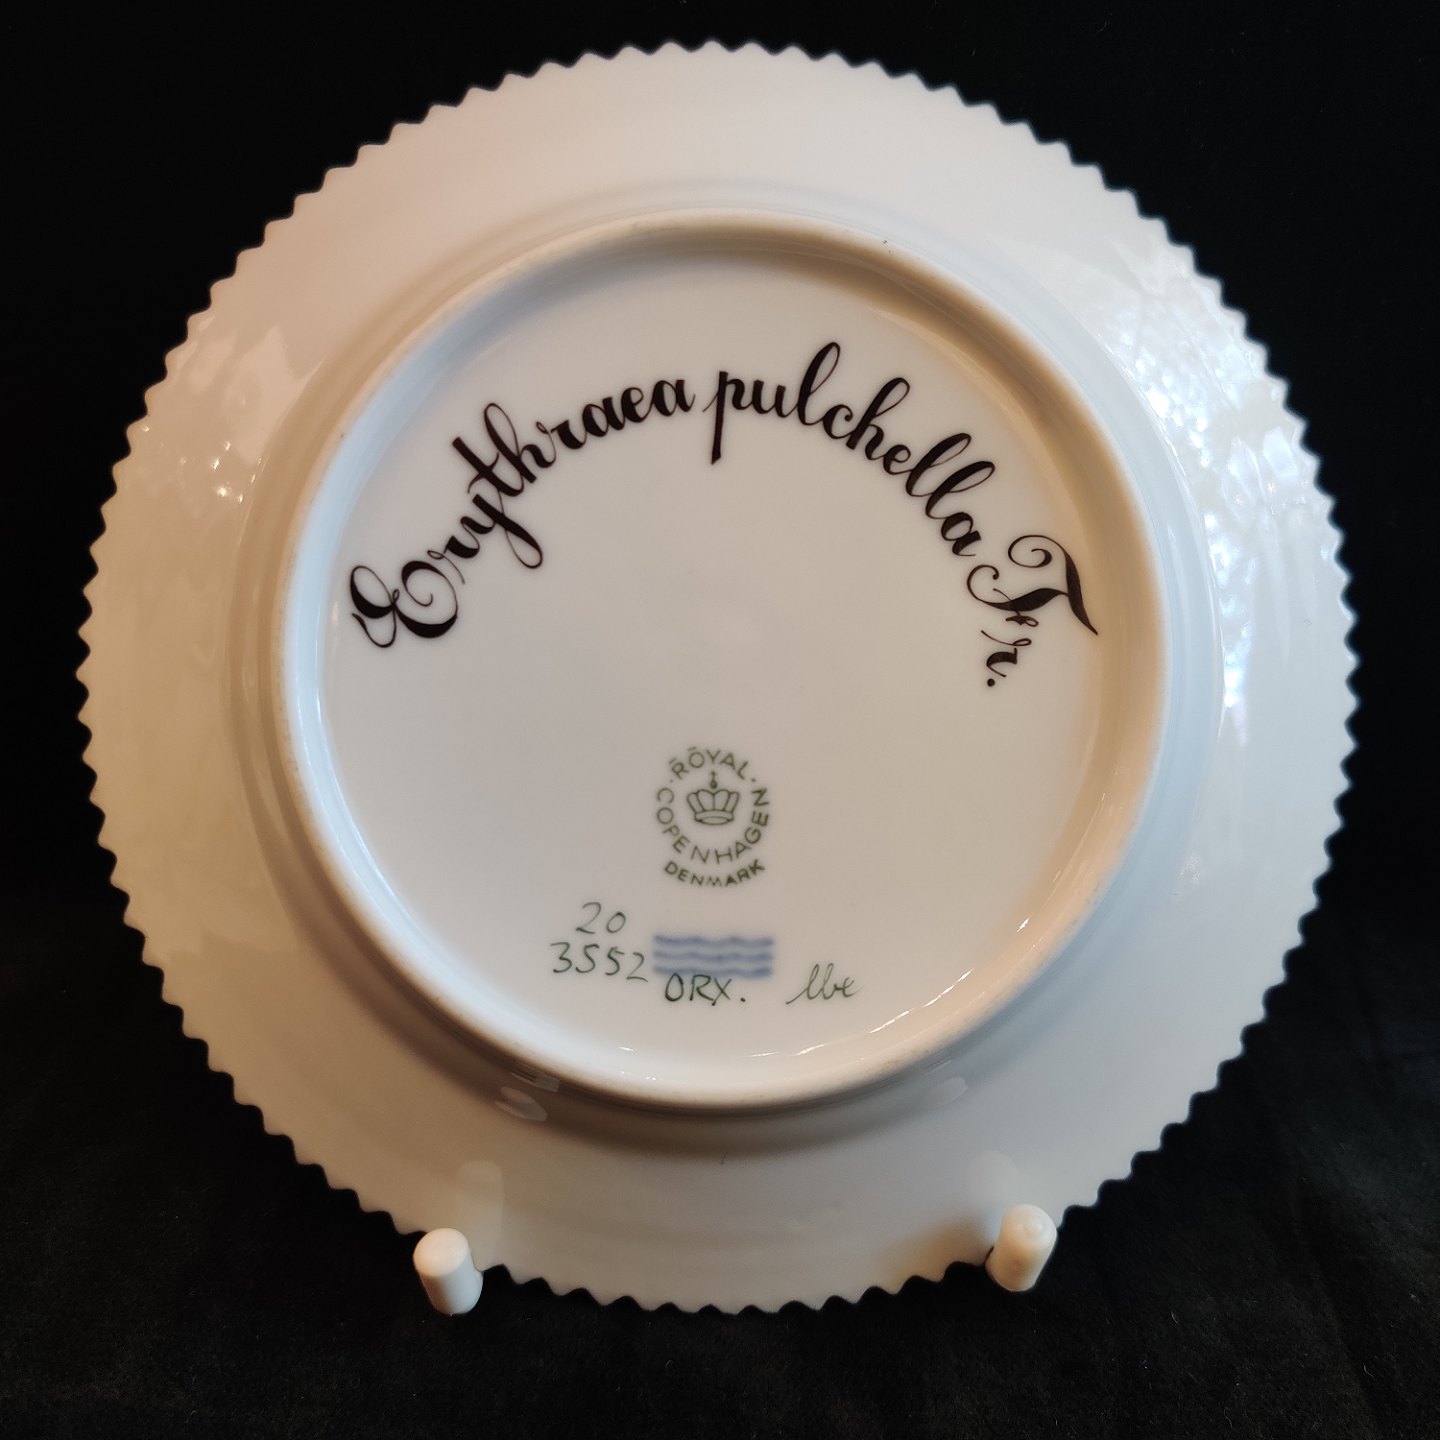 Erythraea pulchella Fr.
ROYAL COPENHAGEN
DENMARK
20
3552
ORX.